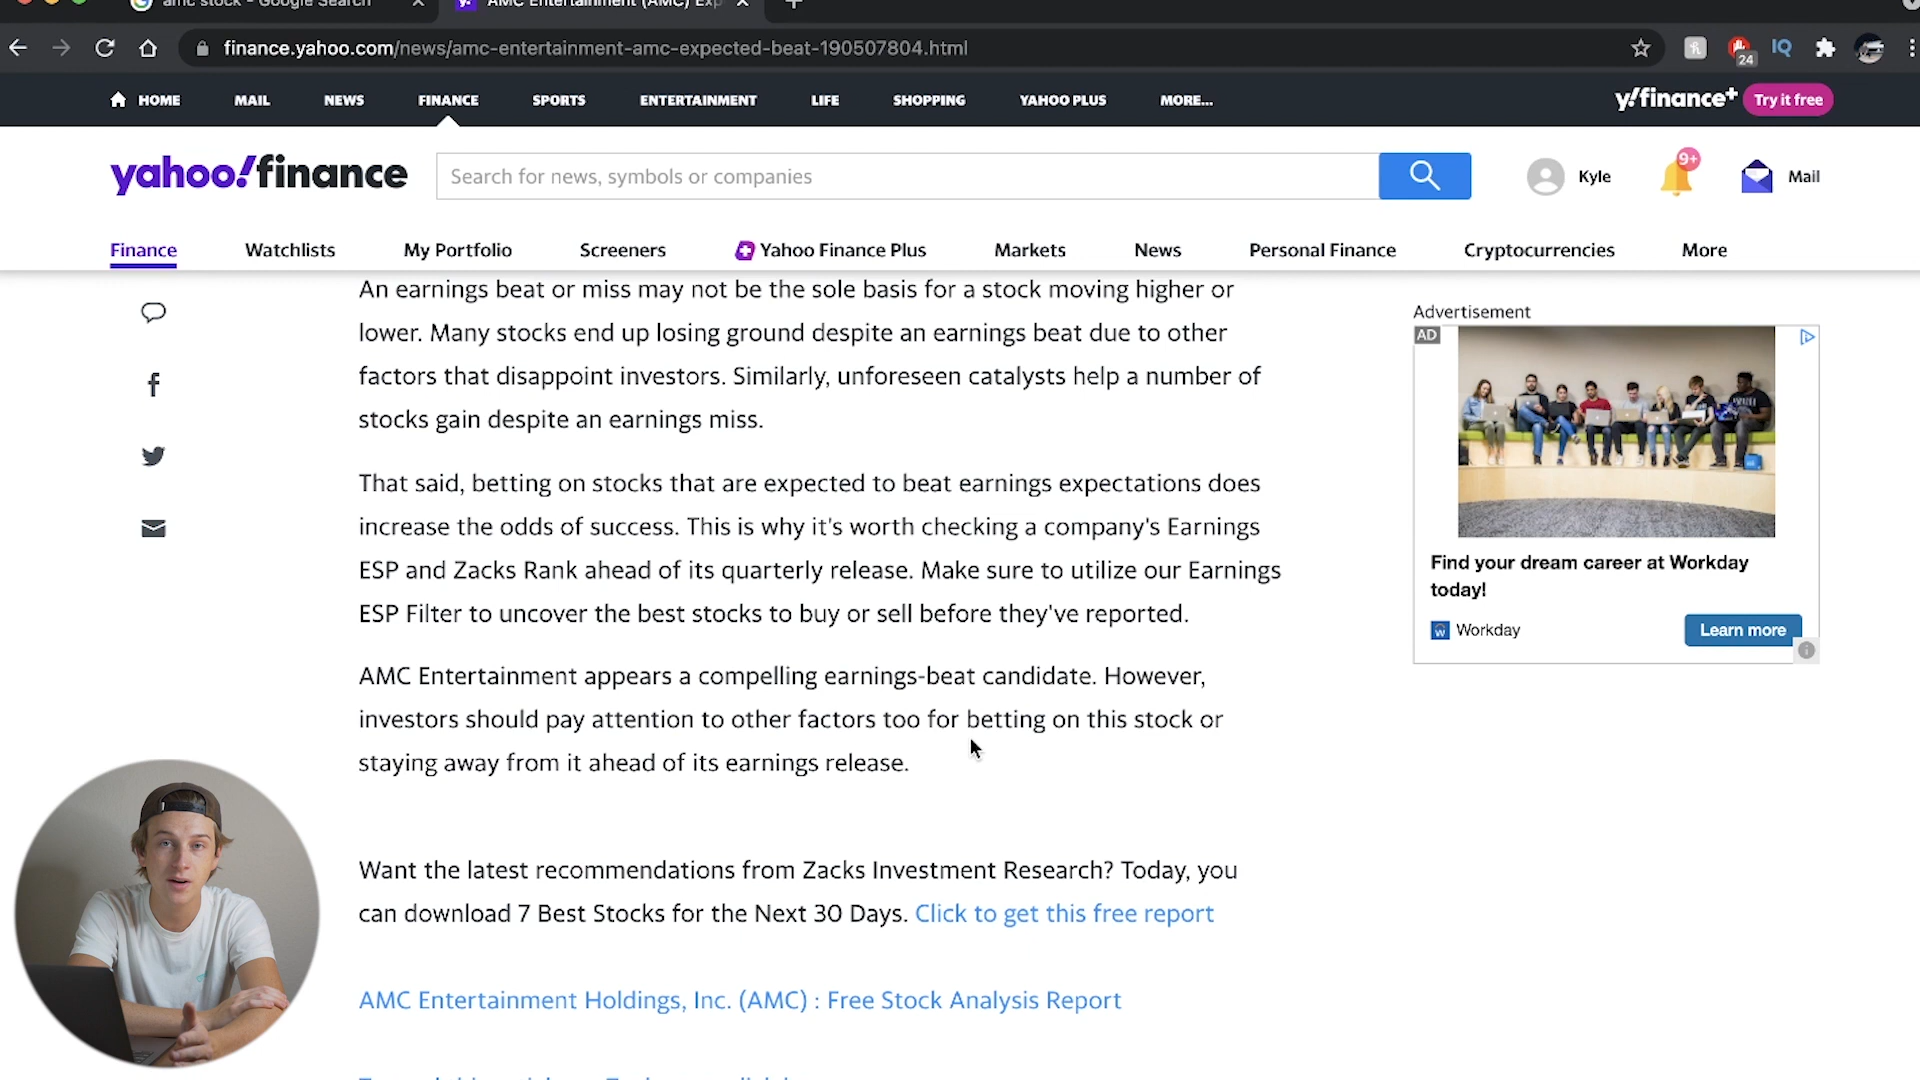 amc stock - Google Search
AMC Entertainment (AMC) Exp
finance.yahoo.com/news/amc-entertainment-amc-expected-beat-190507804.html
24
IQ
HOME MAIL NEWS FINANCE SPORTS ENTERTAINMENT LIFE SHOPPING YAHOO PLUS MORE...
y!finance+ Try it free
yahoo!finance
Search for news, symbols or companies
Kyle
9+
Mail
Finance Watchlists My Portfolio Screeners Yahoo Finance Plus Markets News Personal Finance Cryptocurrencies More
An earnings beat or miss may not be the sole basis for a stock moving higher or
lower. Many stocks end up losing ground despite an earnings beat due to other
factors that disappoint investors. Similarly, unforeseen catalysts help a number of
stocks gain despite an earnings miss.
That said, betting on stocks that are expected to beat earnings expectations does
increase the odds of success. This is why it's worth checking a company's Earnings
ESP and Zacks Rank ahead of its quarterly release. Make sure to utilize our Earnings
ESP Filter to uncover the best stocks to buy or sell before they've reported.
AMC Entertainment appears a compelling earnings-beat candidate. However,
investors should pay attention to other factors too for betting on this stock or
staying away from it ahead of its earnings release.
Want the latest recommendations from Zacks Investment Research? Today, you
can download 7 Best Stocks for the Next 30 Days. Click to get this free report
AMC Entertainment Holdings, Inc. (AMC) : Free Stock Analysis Report
Advertisement
AD
Find your dream career at Workday
today!
Workday
Learn more